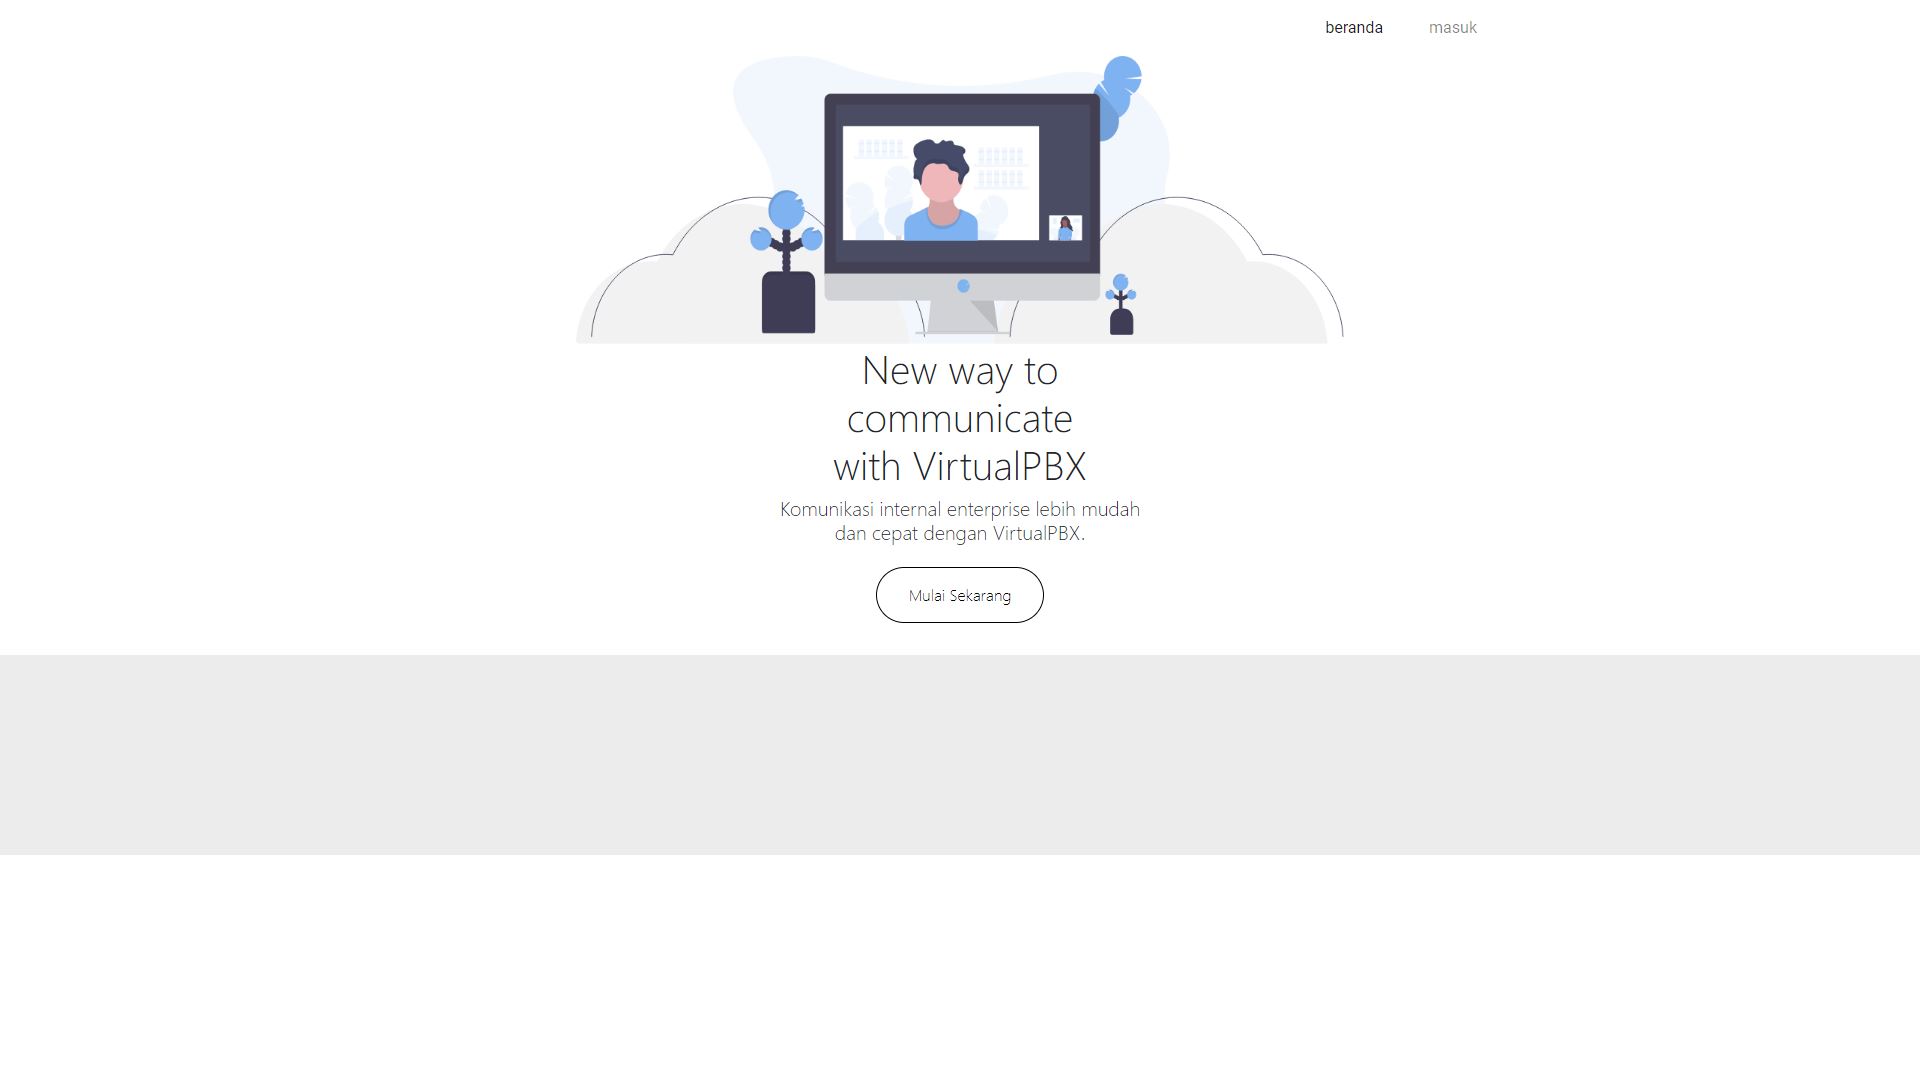 beranda
masuk
New way to
communicate
with VirtualPBX
Komunikasi internal enterprise lebih mudah
dan cepat dengan VirtualPBX.
Mulai Sekarang